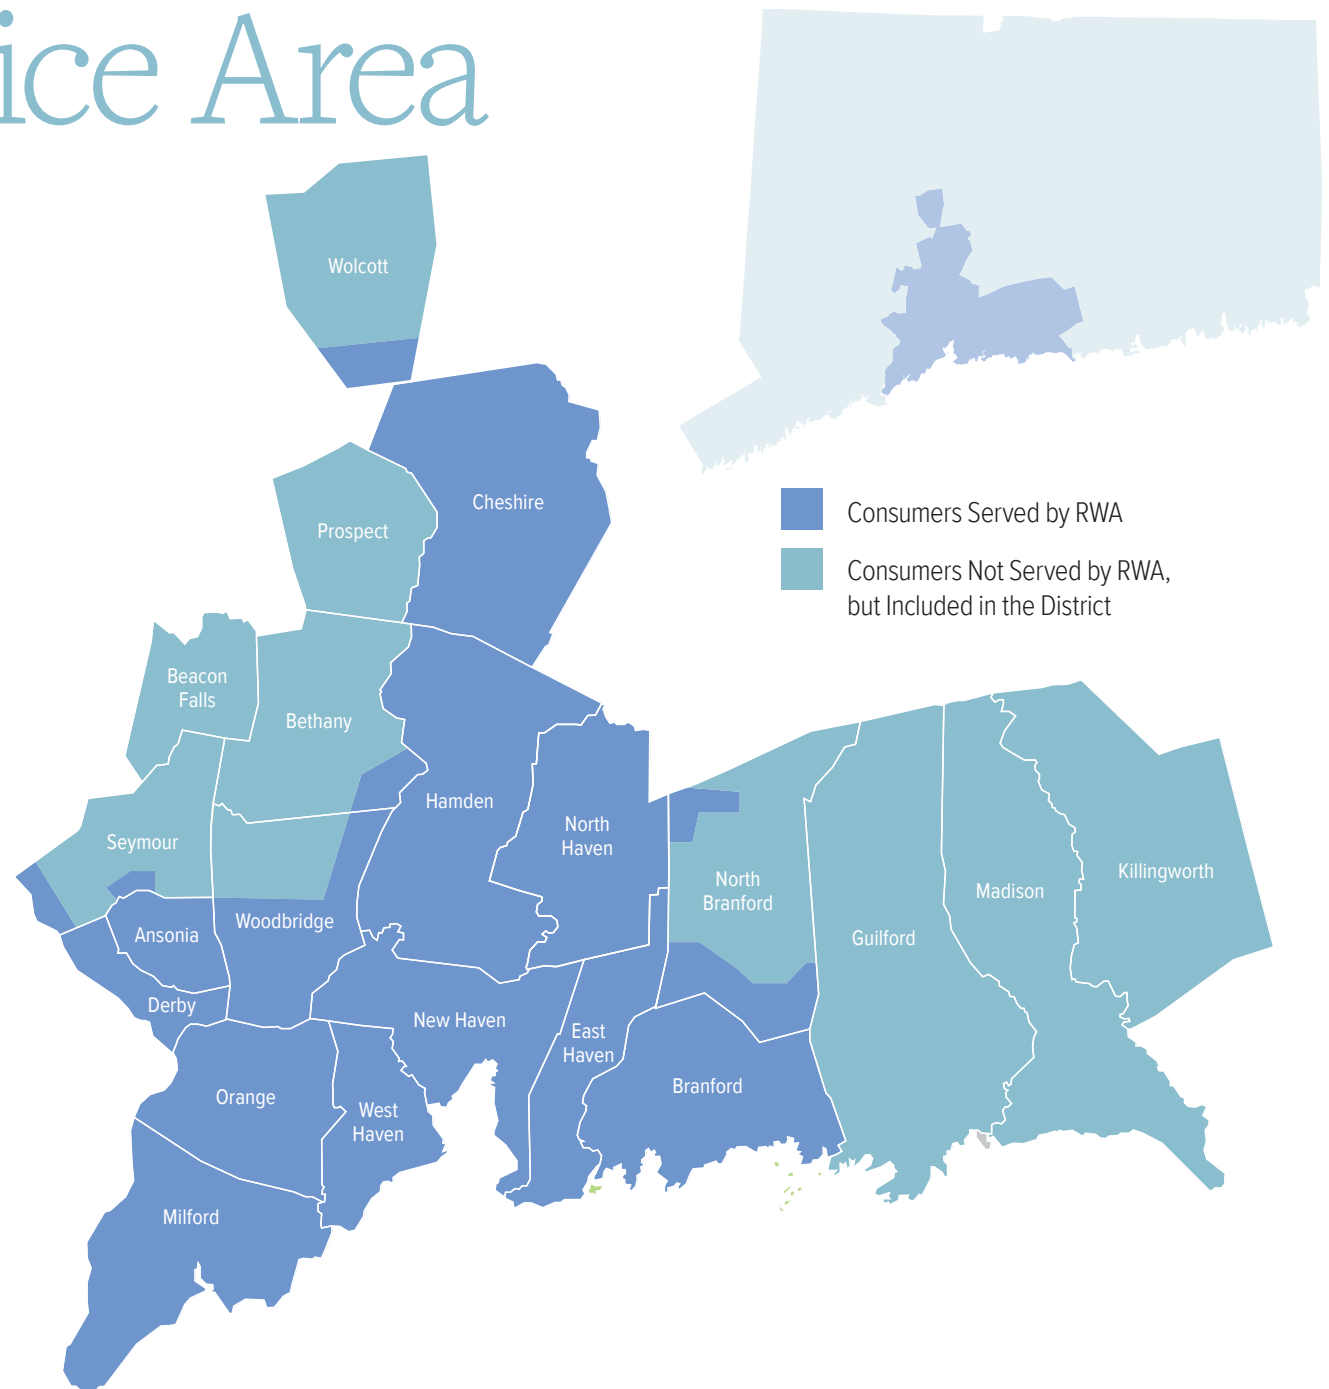 ice Area
Wolcott
Cheshire
Prospect
Consumers Served by RWA
Consumers Not Served by RWA,
but Included in the District
Beacon
Falls
Bethany
Hamden
North
Haven
Seymour
North
Branford
Killingworth
Madison
Guilford
Ansonia
Woodbridge
Derby
New Haven
East
Haven
Branford
Orange
West
Haven
Milford